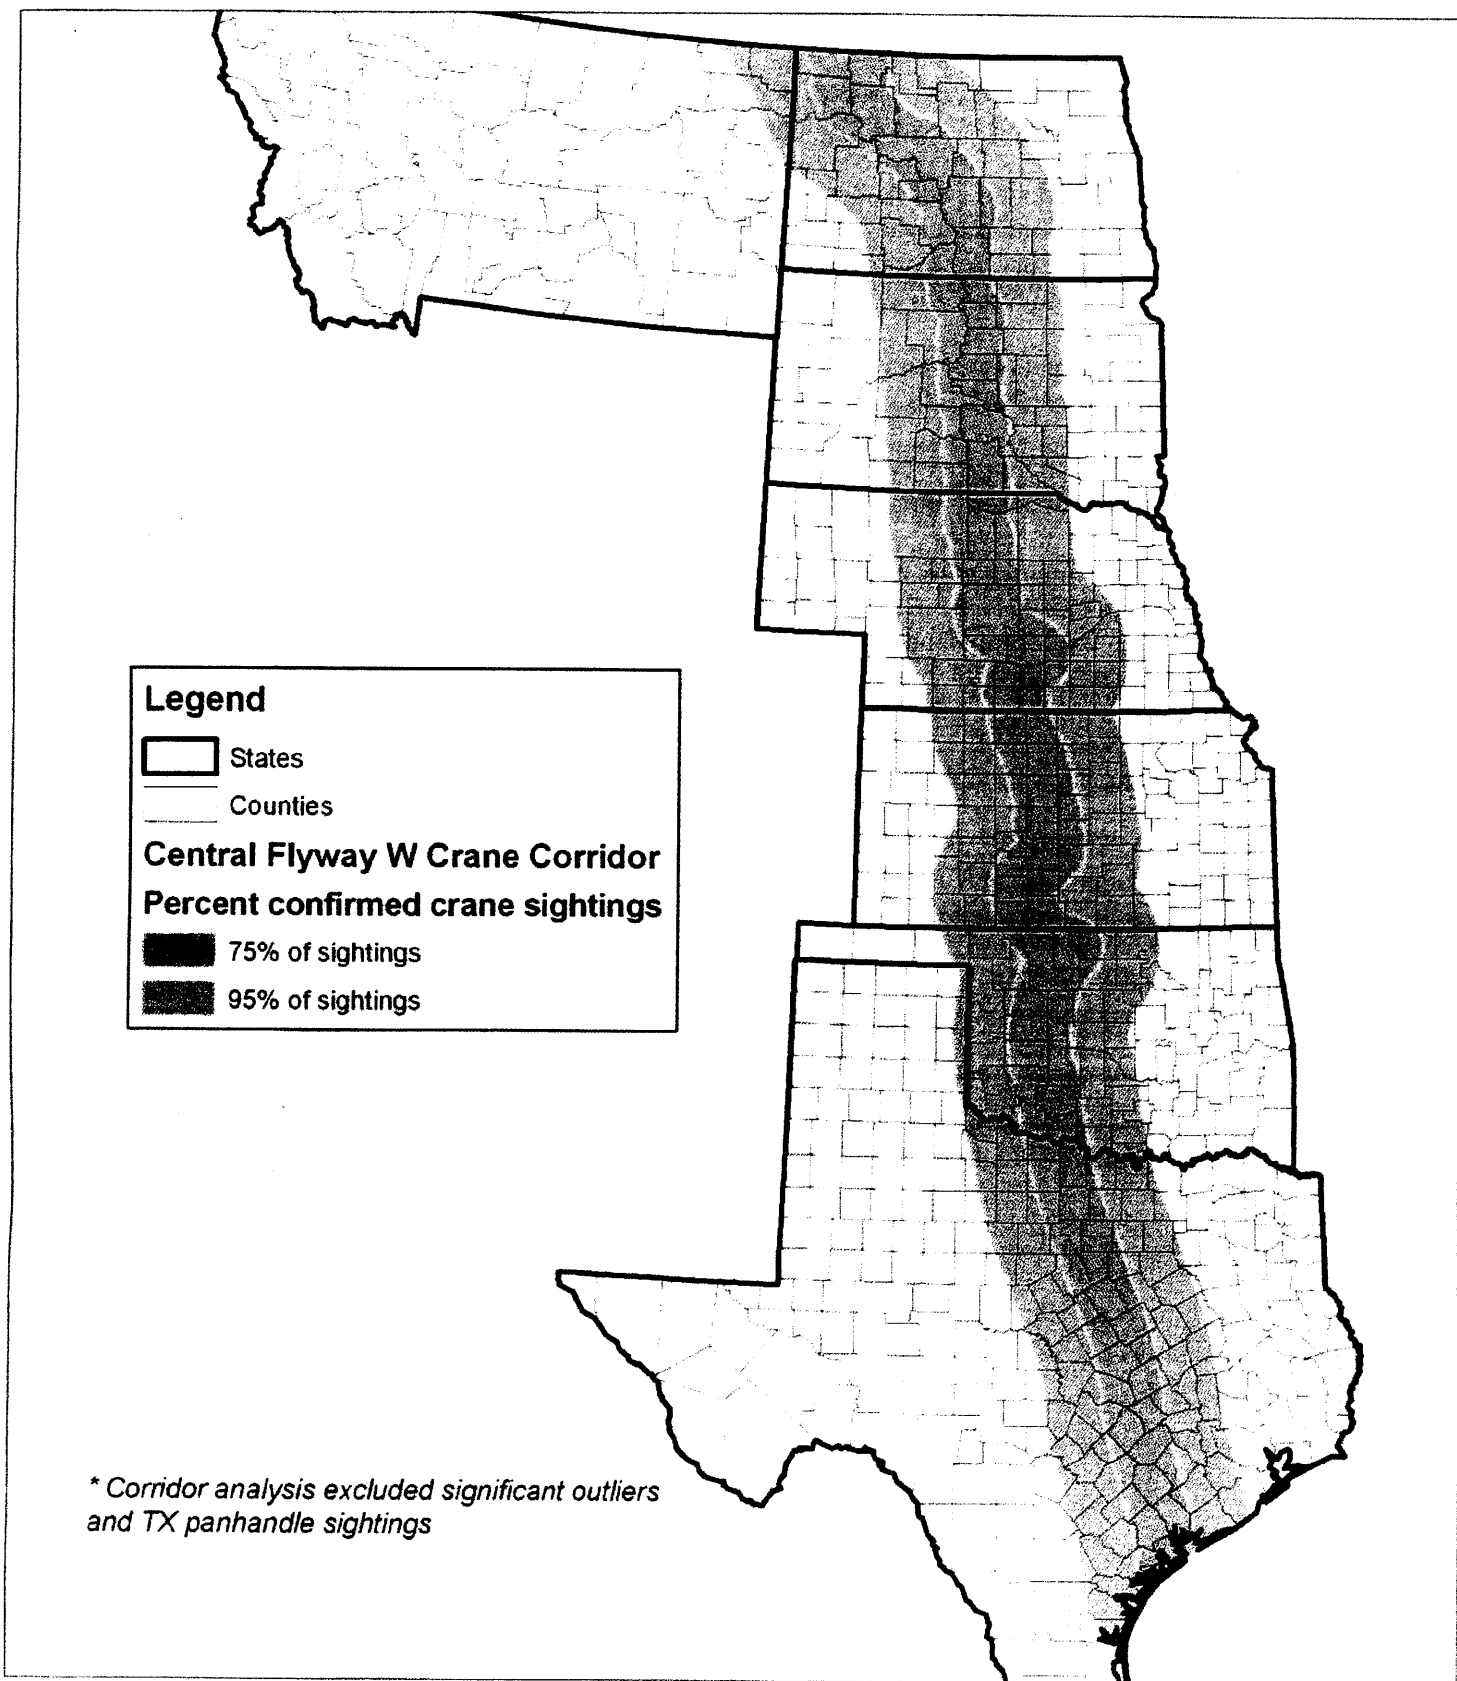 Legend
States
Counties
Central Flyway W Crane Corridor
Percent confirmed crane sightings
75% of sightings
95% of sightings
* Corridor analysis excluded significant outliers
and TX panhandle sightings